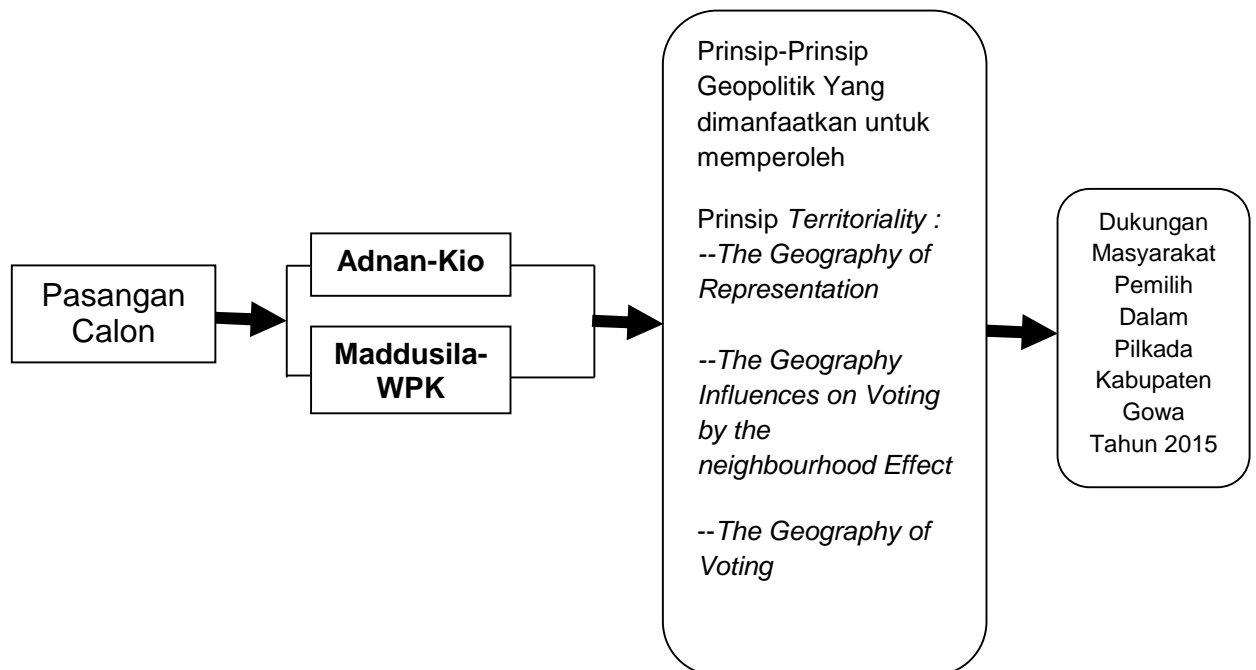 Pasangan
Calon
Adnan-Kio
Maddusila-
WPK
Prinsip-Prinsip
Geopolitik Yang
dimanfaatkan untuk
memperoleh
Prinsip Territoriality :
--The Geography of
Representation
--The Geography
Influences on Voting
by the
neighbourhood Effect
--The Geography of
Voting
Dukungan
Masyarakat
Pemilih
Dalam
Pilkada
Kabupaten
Gowa
Tahun 2015